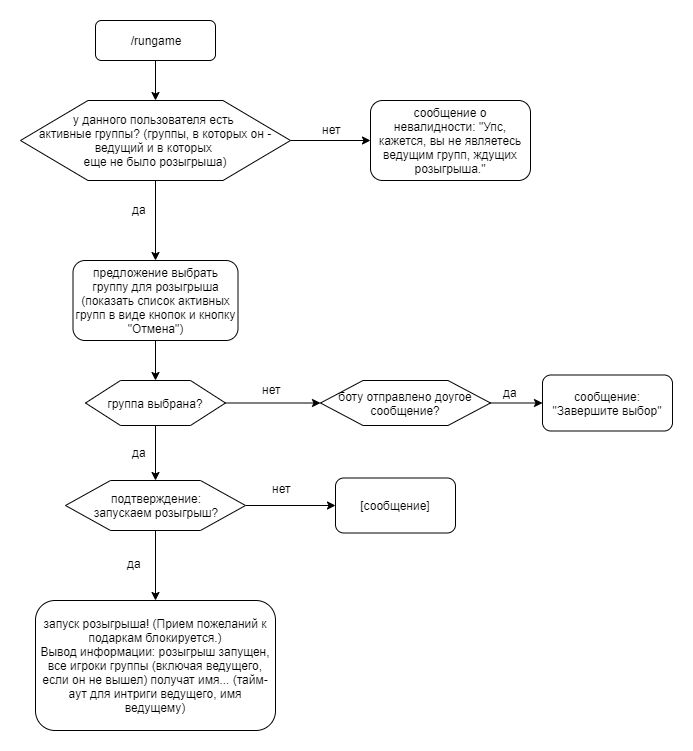 /rungame
у данного пользователя есть
активные группы? (группы, в которых он -
ведущий и в которых
еще не было розыгрыша)
нет
сообщение о
невалидности: "Упс,
кажется, вы не являетесь
ведущим групп, ждущих
розыгрыша."
да
предложение выбрать
группу для розыгрыша
(показать список активных
групп в виде кнопок и кнопку
"Отмена")
группа выбрана?
нет
боту отправлено доугое
сообщение?
да
сообщение:
"Завершите выбор"
да
подтверждение:
запускаем розыгрыш?
нет
[сообщение]
да
запуск розыгрыша! (Прием пожеланий к
подаркам блокируется.)
Вывод информации: розыгрыш запущен,
все игроки группы (включая ведущего,
если он не вышел) получат имя... (тайм-
аут для интриги ведущего, имя
ведущему)